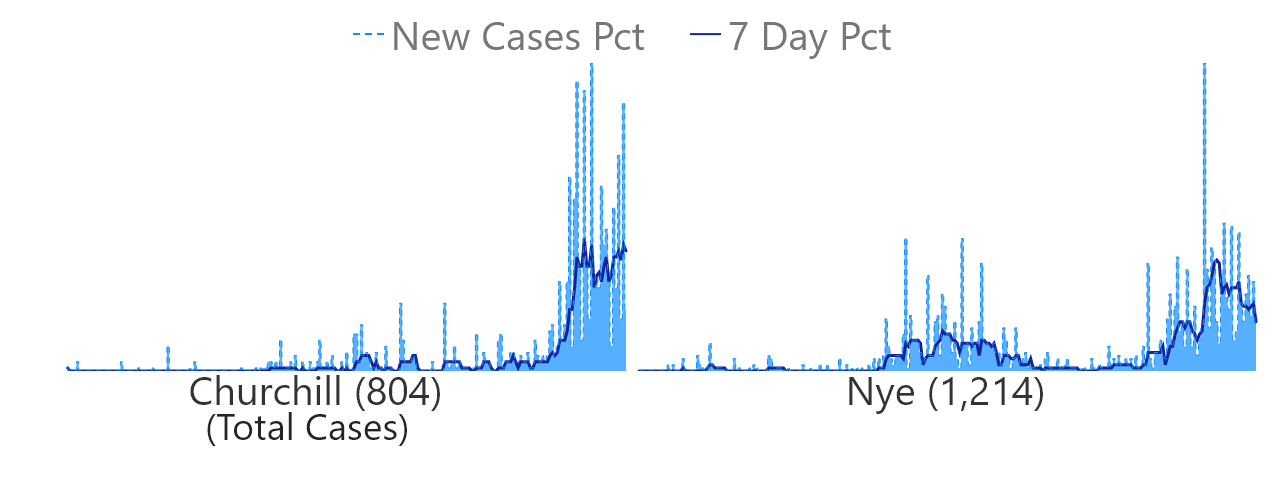 New Cases Pct 7 Day Pct
Churchill (804)
(Total Cases)
Nye (1,214)